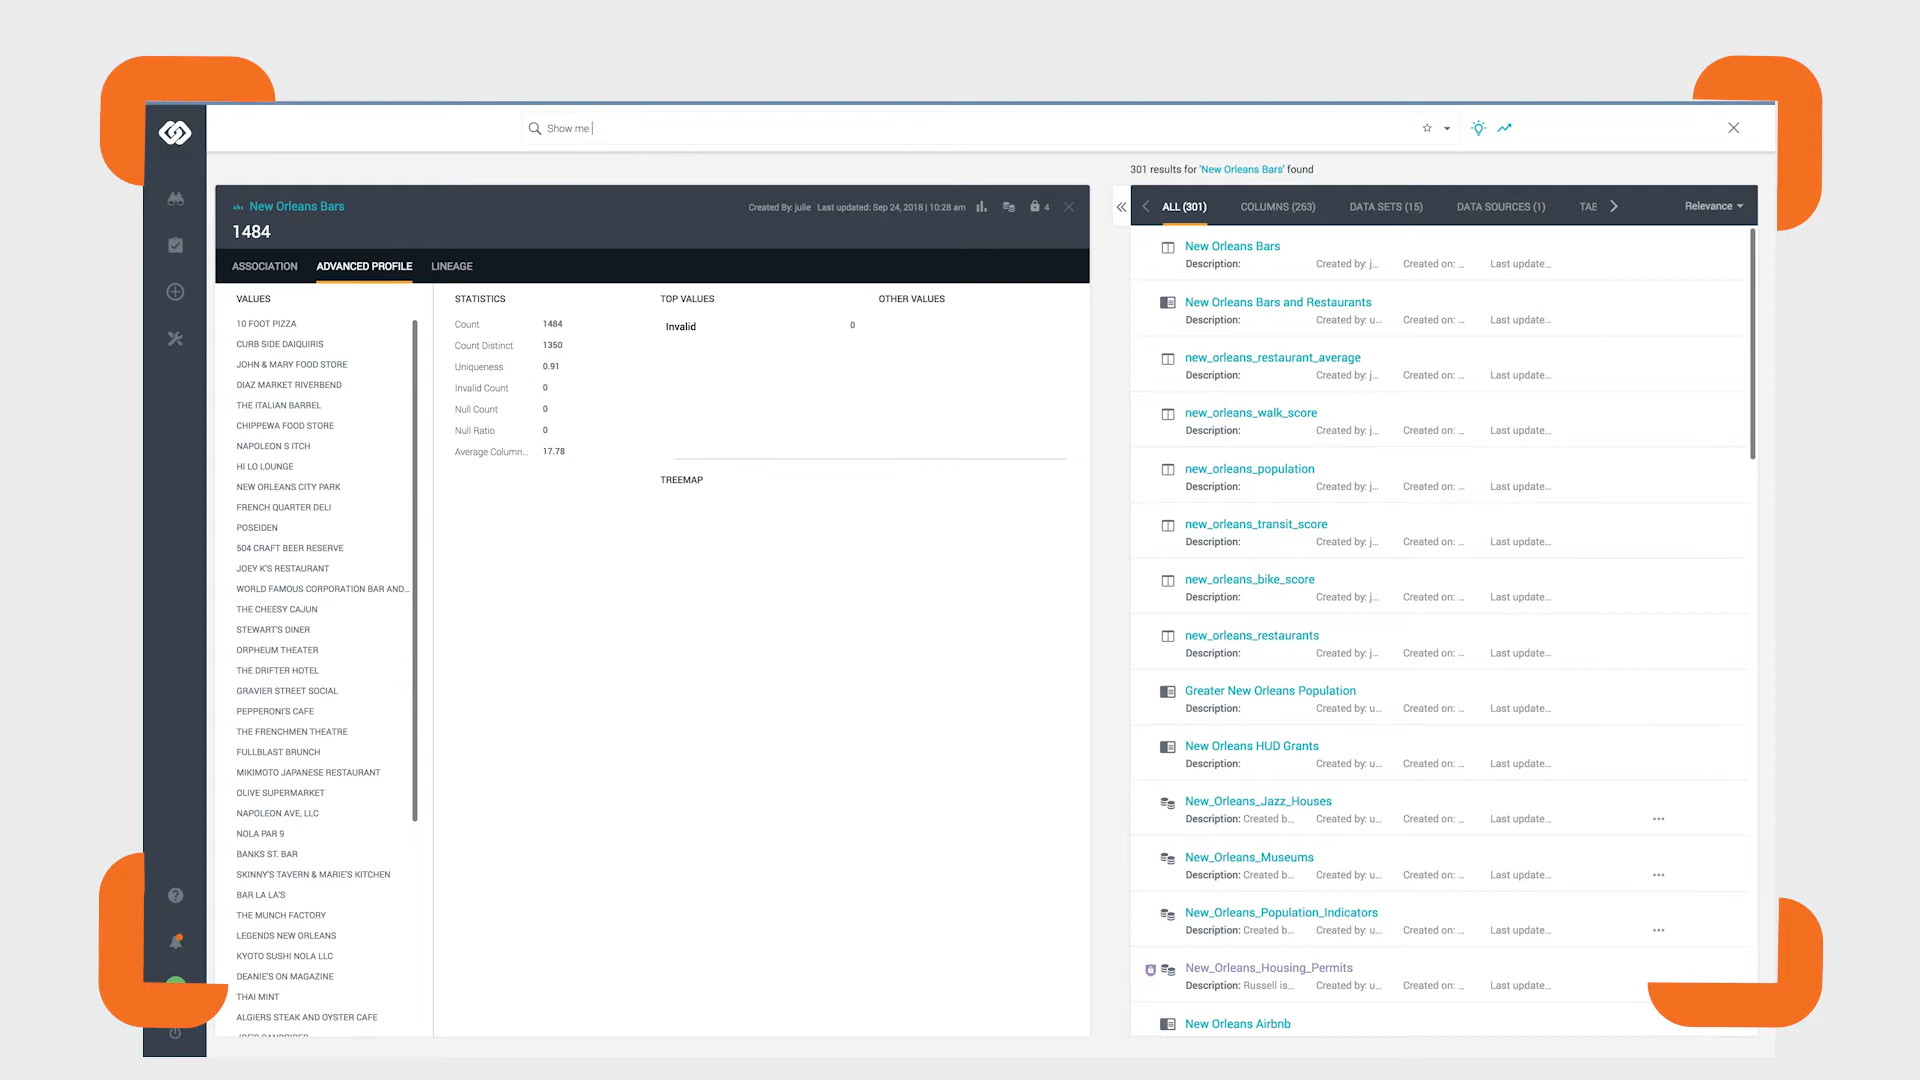 Show me
301 results for 'New Orleans Bars' found
abc New Orleans Bars
Created By: julie Last updated: Sep 24, 2018 | 10:28 am
4
1484
ASSOCIATION ADVANCED PROFILE LINEAGE
VALUES
10 FOOT PIZZA
CURB SIDE DAIQUIRIS
JOHN & MARY FOOD STORE
DIAZ MARKET RIVERBEND
THE ITALIAN BARREL
CHIPPEWA FOOD STORE
NAPOLEON S ITCH
HI LO LOUNGE
NEW ORLEANS CITY PARK
FRENCH QUARTER DELI
POSEIDEN
504 CRAFT BEER RESERVE
JOEY K'S RESTAURANT
WORLD FAMOUS CORPORATION BAR AND...
THE CHEESY CAJUN
STEWART'S DINER
ORPHEUM THEATER
THE DRIFTER HOTEL
GRAVIER STREET SOCIAL
PEPPERONI'S CAFE
THE FRENCHMEN THEATRE
FULLBLAST BRUNCH
MIKIMOTO JAPANESE RESTAURANT
OLIVE SUPERMARKET
NAPOLEON AVE, LLC
NOLA PAR 9
BANKS ST. BAR
SKINNY'S TAVERN & MARIE'S KITCHEN
BAR LA LA'S
THE MUNCH FACTORY
LEGENDS NEW ORLEANS
KYOTO SUSHI NOLA LLC
DEANIE'S ON MAGAZINE
THAI MINT
ALGIERS STEAK AND OYSTER CAFE
STATISTICS
Count 1484
Count Distinct 1350
Uniqueness 0.91
Invalid Count 0
Null Count 0
Null Ratio 0
Average Column... 17.78
TOP VALUES
Invalid 0
OTHER VALUES
TREEMAP
ALL (301) COLUMNS (263) DATA SETS (15) DATA SOURCES (1) TAB Relevance
New Orleans Bars
Description: Created by: j... Created on: ... Last update...
New Orleans Bars and Restaurants
Description: Created by: u... Created on: ... Last update...
new_orleans_restaurant_average
Description: Created by: j... Created on: ... Last update...
new_orleans_walk_score
Description: Created by: j... Created on: ... Last update...
new_orleans_population
Description: Created by: j... Created on: ... Last update...
new_orleans_transit_score
Description: Created by: j... Created on: ... Last update...
new_orleans_bike_score
Description: Created by: j... Created on: ... Last update...
new_orleans_restaurants
Description: Created by: j... Created on: ... Last update...
Greater New Orleans Population
Description: Created by: u... Created on: ... Last update...
New Orleans HUD Grants
Description: Created by: u... Created on: ... Last update...
New_Orleans_Jazz_Houses
Description: Created b... Created by: u... Created on: ... Last update...
New_Orleans_Museums
Description: Created b... Created by: u... Created on: ... Last update...
New_Orleans_Population_Indicators
Description: Created b... Created by: u... Created on: ... Last update...
New_Orleans_Housing_Permits
Description: Russell is... Created by: u... Created on: ... Last update...
New Orleans Airbnb